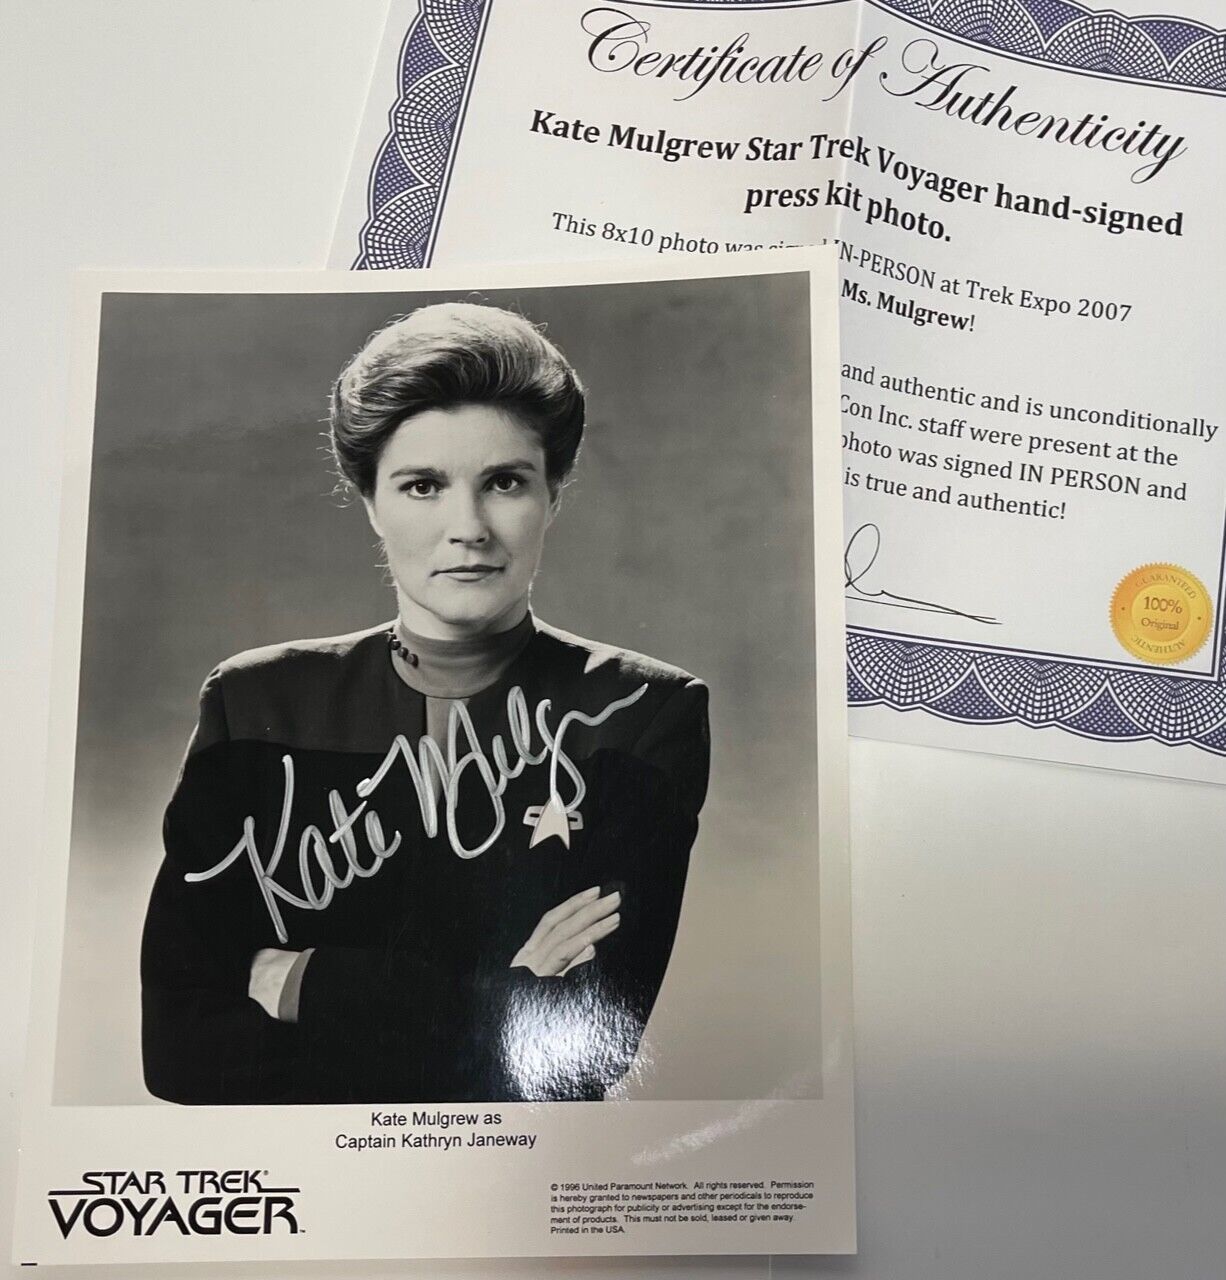 Certificate of Authenticity
Kate Mulgrew Star Trek Voyager hand-signed
press kit photo.
This 8x10 photo was signed IN-PERSON at Trek Expo 2007
Ms. Mulgrew!
and authentic and is unconditionally
Con Inc. staff were present at the
photo was signed IN PERSON and
is true and authentic!
GUARANTEED
100%
Original
AUTHENTIC
Kate Mulgrew
Kate Mulgrew as
Captain Kathryn Janeway
STAR TREK®
VOYAGER™
© 1996 United Paramount Network. All rights reserved. Permission
is hereby granted to newspapers and other periodicals to reproduce
this photograph for publicity or advertising except for the endorse-
ment of products. This must not be sold, leased or given away.
Printed in the USA.